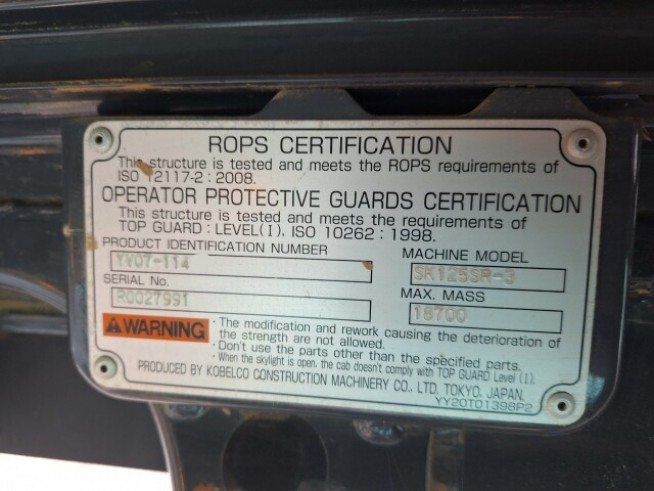 ROPS CERTIFICATION
This structure is tested and meets the ROPS requirements of
ISO 12117-2 : 2008.
OPERATOR PROTECTIVE GUARDS CERTIFICATION
This structure is tested and meets the requirements of
TOP GUARD : LEVEL(I), ISO 10262 : 1998.
PRODUCT IDENTIFICATION NUMBER
MACHINE MODEL
YY07-114
SK125SR-3
SERIAL No.
MAX. MASS
R0027991
18700
WARNING
・The modification and rework causing the deterioration of
the strength are not allowed.
・Don't use the parts other than the specified parts.
・When the skylight is open, the cab doesn't comply with TOP GUARD Level (I).
PRODUCED BY KOBELCO CONSTRUCTION MACHINERY CO., LTD. TOKYO, JAPAN.
YY20T01398P2